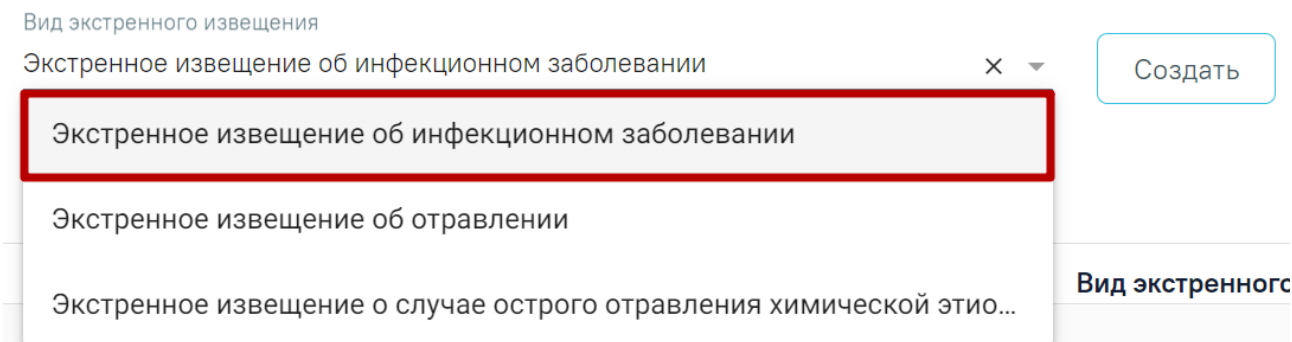 Вид экстренного извещения
Экстренное извещение об инфекционном заболевании
Создать
Экстренное извещение об инфекционном заболевании
Экстренное извещение об отравлении
Экстренное извещение о случае острого отравления химической этио...
Вид экстренного